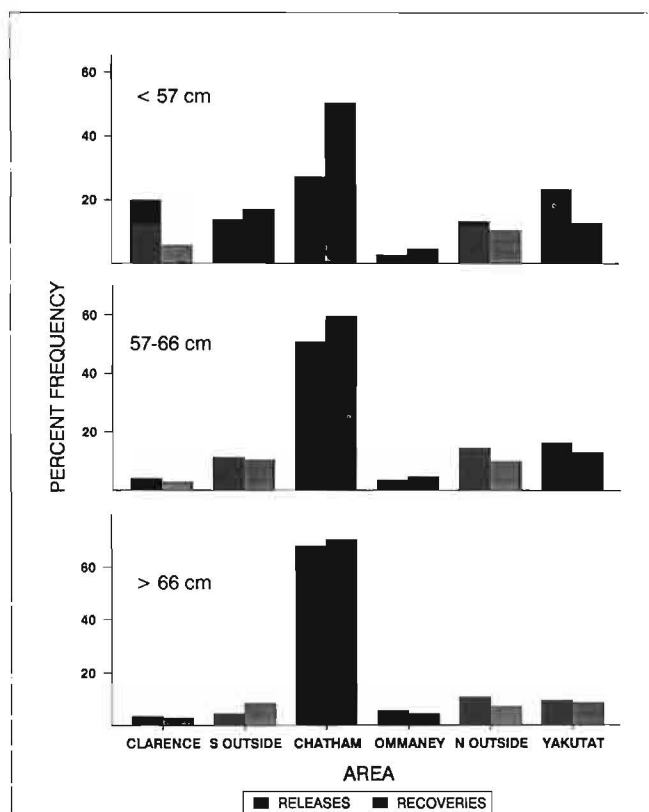 60
< 57 cm
40
20
PERCENT FREQUENCY
60
57-66 cm
40
20
60
> 66 cm
40
20
CLARENCE S OUTSIDE CHATHAM OMMANEY N OUTSIDE YAKUTAT
AREA
RELEASES RECOVERIES